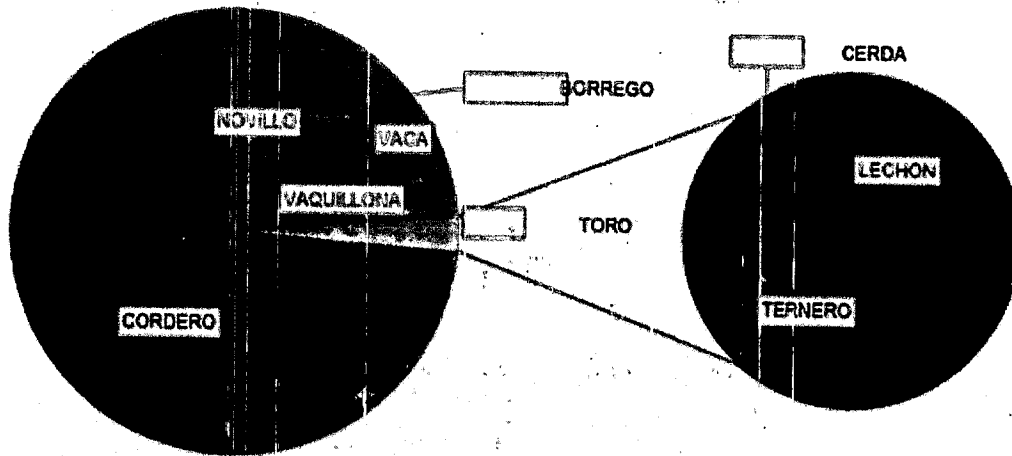 CERDA
BORREGO
NOVILLO
VACA
LECHON
VAQUILLONA
TORO
TERNERO
CORDERO